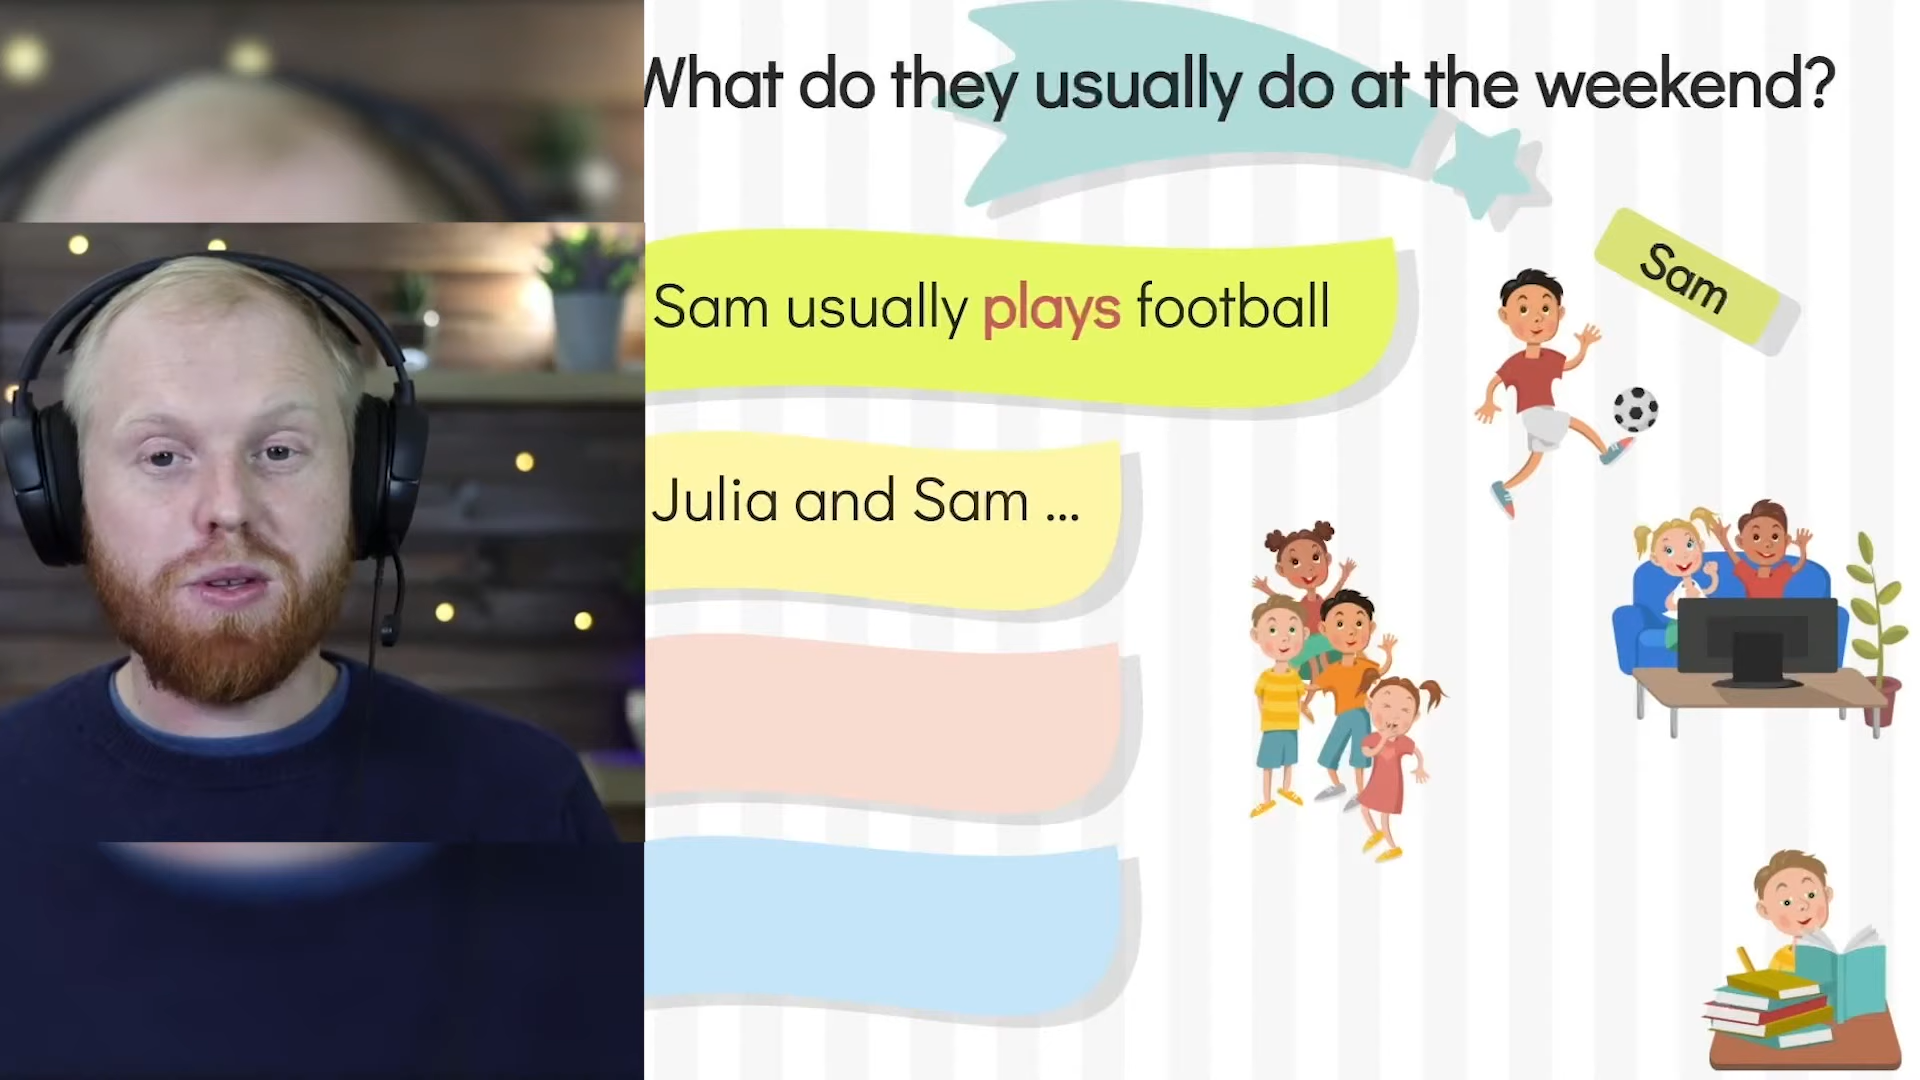 What do they usually do at the weekend?
Sam
Sam usually plays football
Julia and Sam ...